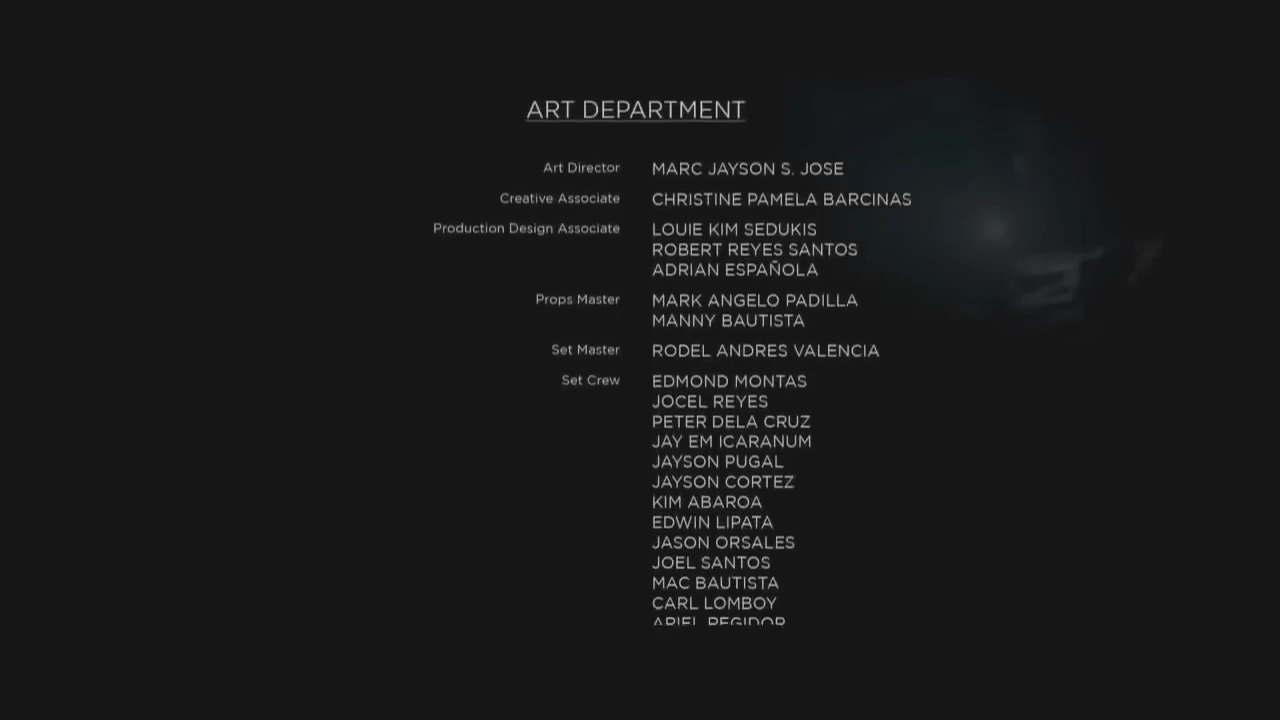 ART DEPARTMENT
Art Director MARC JAYSON S. JOSE
Creative Associate CHRISTINE PAMELA BARCINAS
Production Design Associate LOUIE KIM SEDUKIS
ROBERT REYES SANTOS
ADRIAN ESPAÑOLA
Props Master MARK ANGELO PADILLA
MANNY BAUTISTA
Set Master RODEL ANDRES VALENCIA
Set Crew EDMOND MONTAS
JOCEL REYES
PETER DELA CRUZ
JAY EM ICARANUM
JAYSON PUGAL
JAYSON CORTEZ
KIM ABAROA
EDWIN LIPATA
JASON ORSALES
JOEL SANTOS
MAC BAUTISTA
CARL LOMBOY
ARIEL REGIDOR